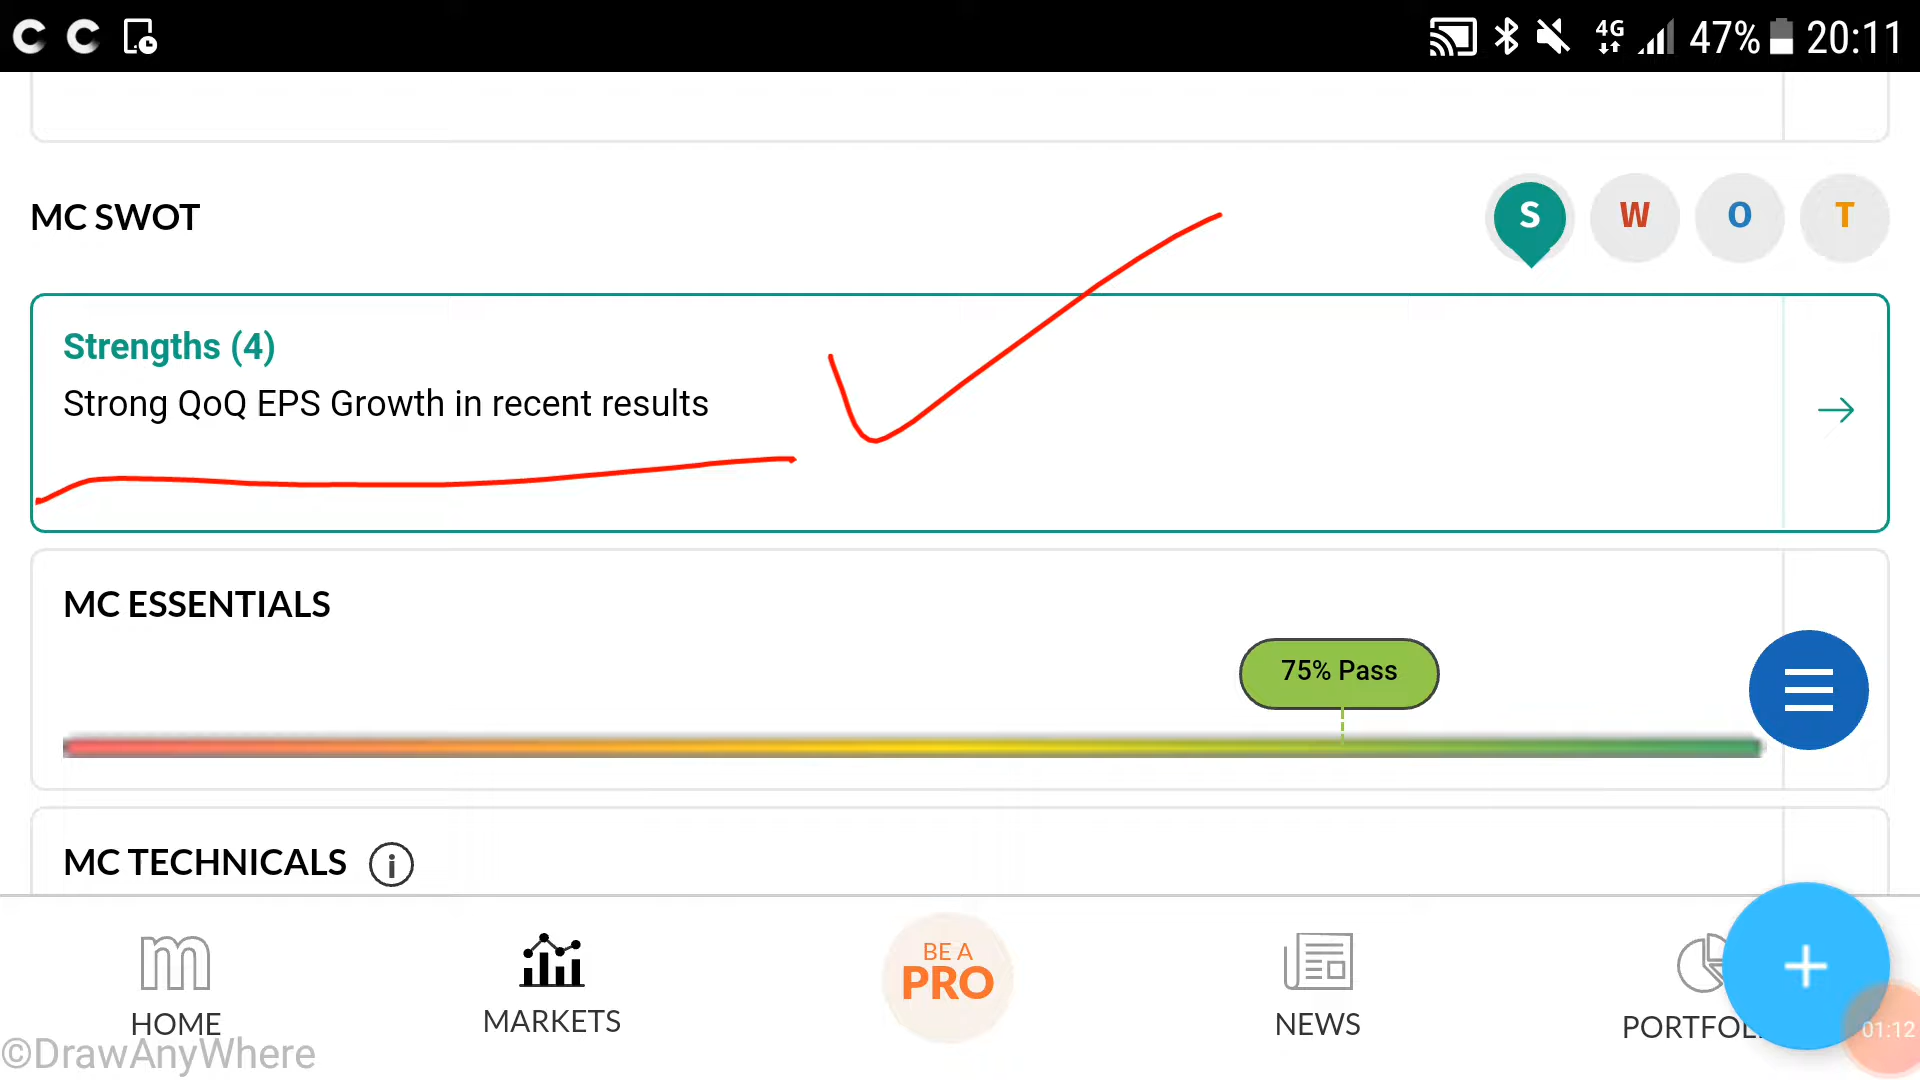 4G 47% 20:11
MC SWOT
S W O T
Strengths (4)
Strong QoQ EPS Growth in recent results
MC ESSENTIALS
75% Pass
MC TECHNICALS i
BE A
PRO
HOME MARKETS NEWS
01:12
©DrawAnyWhere